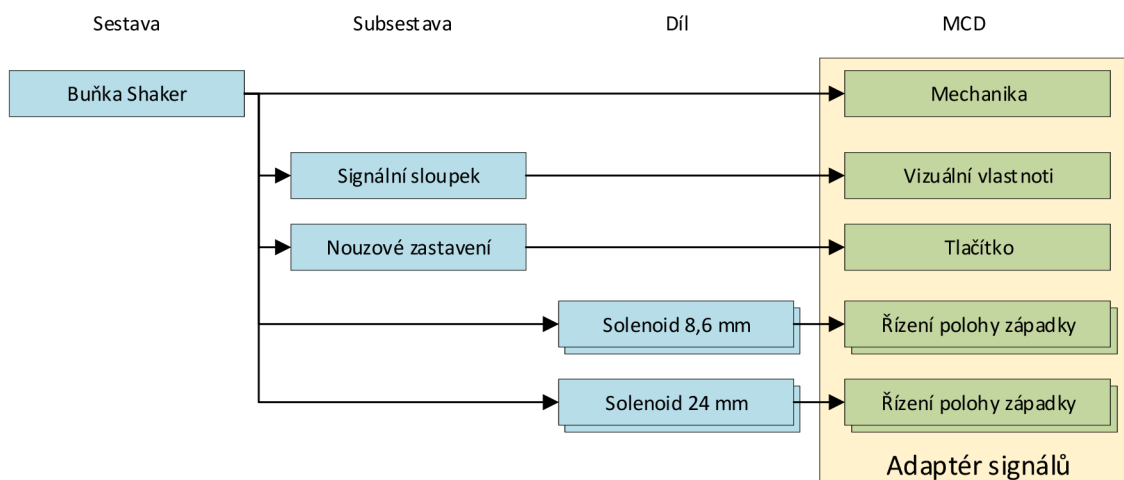 Sestava Subsestava Díl MCD
Buňka Shaker Mechanika
Signální sloupek Vizuální vlastnoti
Nouzové zastavení Tlačítko
Solenoid 8,6 mm Řízení polohy západky
Solenoid 24 mm Řízení polohy západky
Adaptér signálů